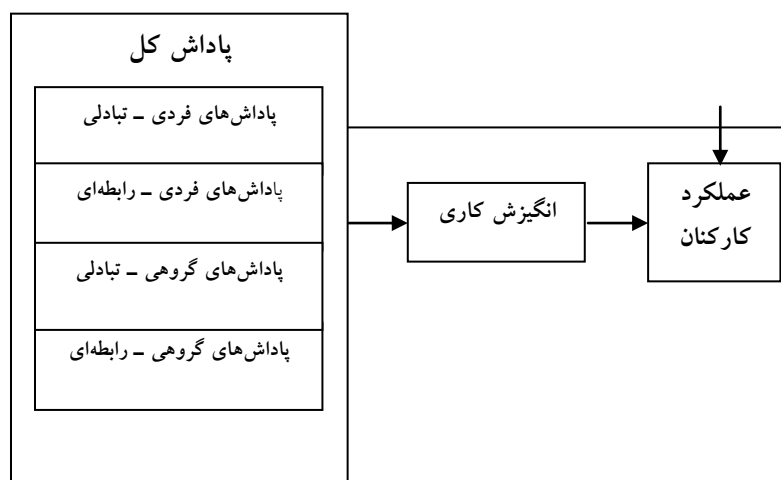 پاداش کل
پاداش‌های فردی – تبادلی
پاداش‌های فردی – رابطه‌ای
پاداش‌های گروهی – تبادلی
پاداش‌های گروهی – رابطه‌ای
انگیزش کاری
عملکرد
کارکنان